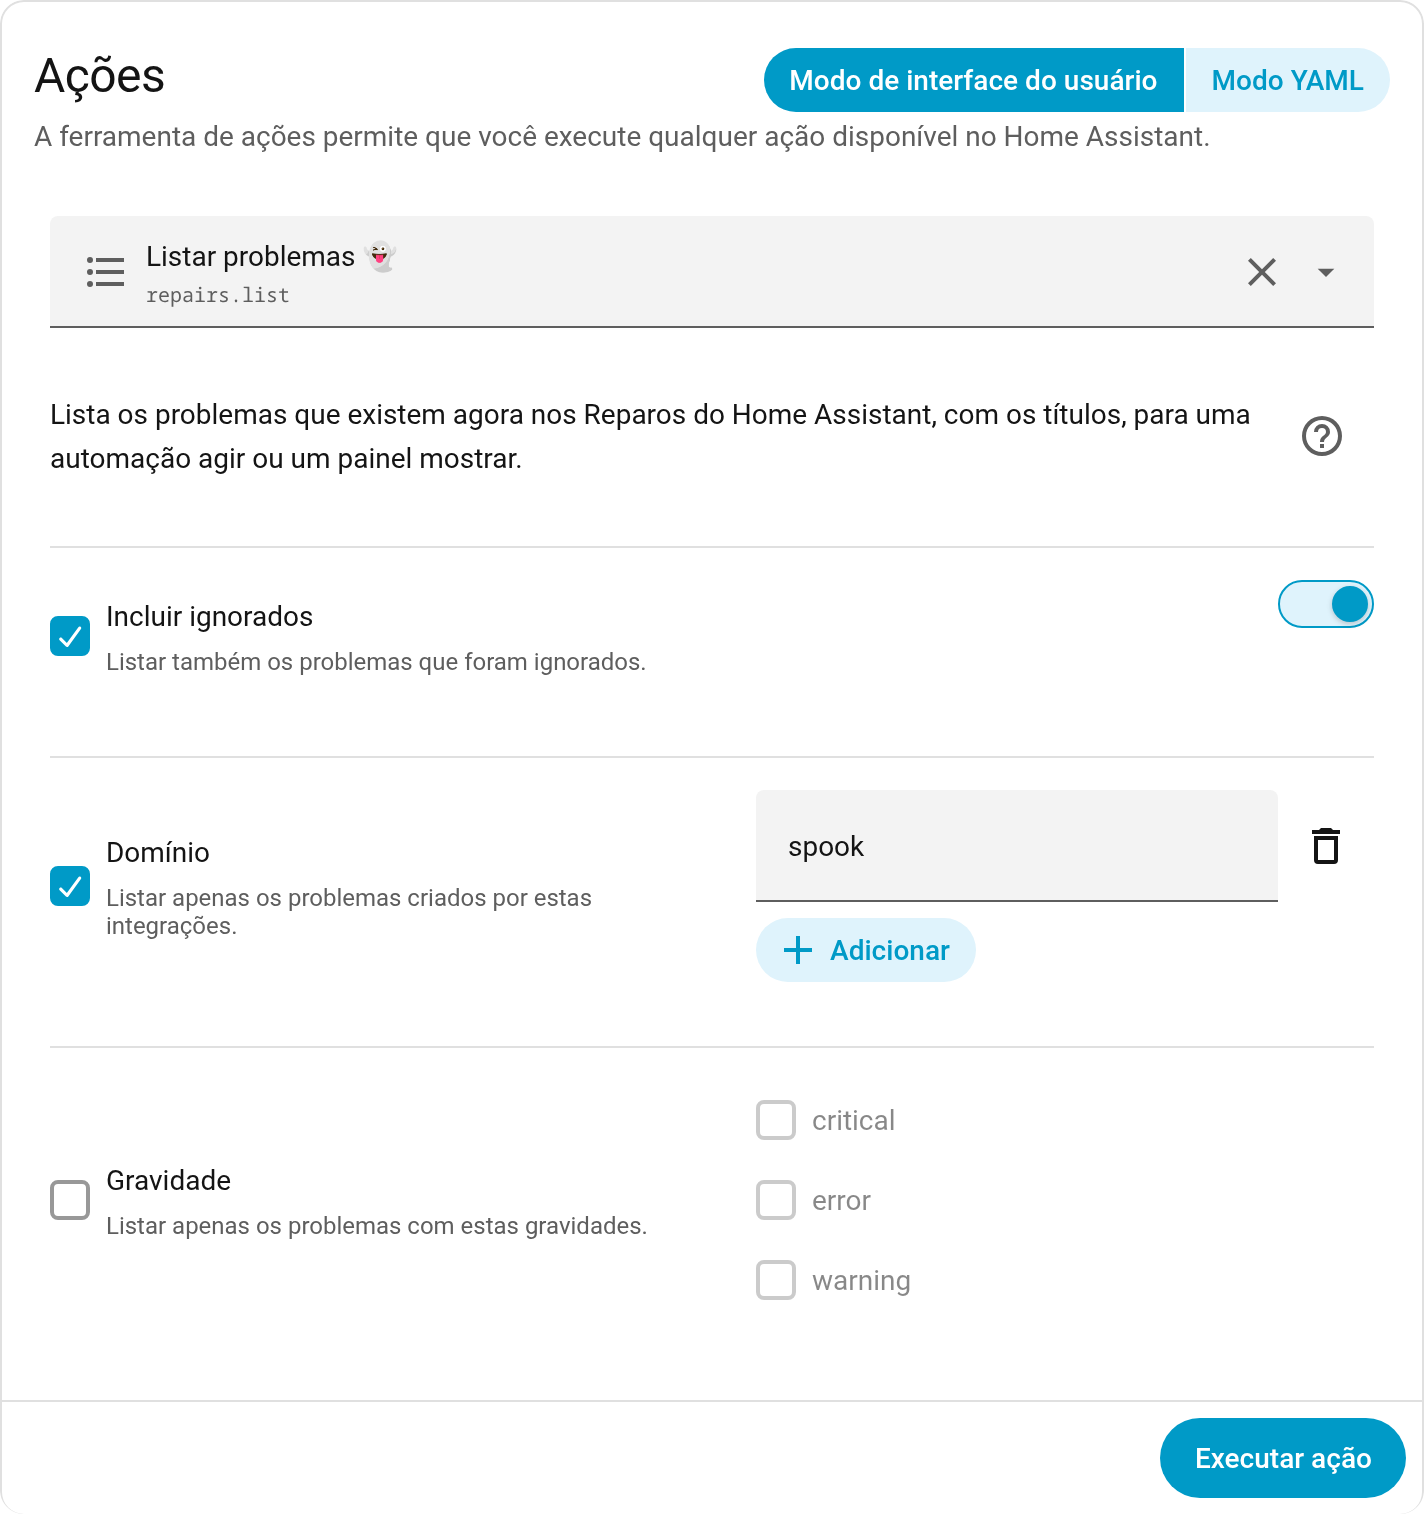 Ações
Modo de interface do usuário
Modo YAML
A ferramenta de ações permite que você execute qualquer ação disponível no Home Assistant.
Listar problemas 👻
repairs.list
Lista os problemas que existem agora nos Reparos do Home Assistant, com os títulos, para uma
automação agir ou um painel mostrar.
Incluir ignorados
Listar também os problemas que foram ignorados.
Domínio
Listar apenas os problemas criados por estas
integrações.
spook
Adicionar
Gravidade
Listar apenas os problemas com estas gravidades.
critical
error
warning
Executar ação